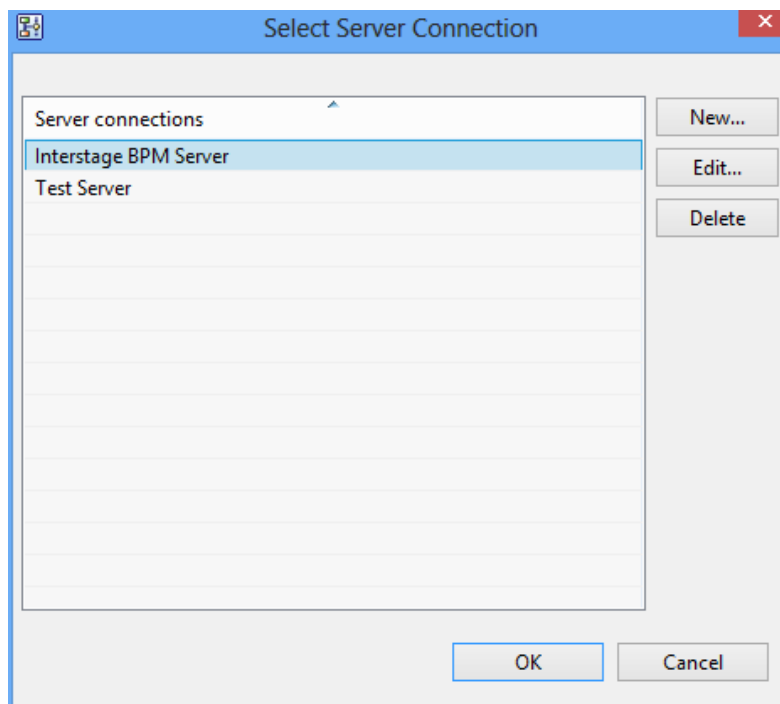 Select Server Connection
Server connections
Interstage BPM Server
Test Server
New...
Edit...
Delete
OK
Cancel